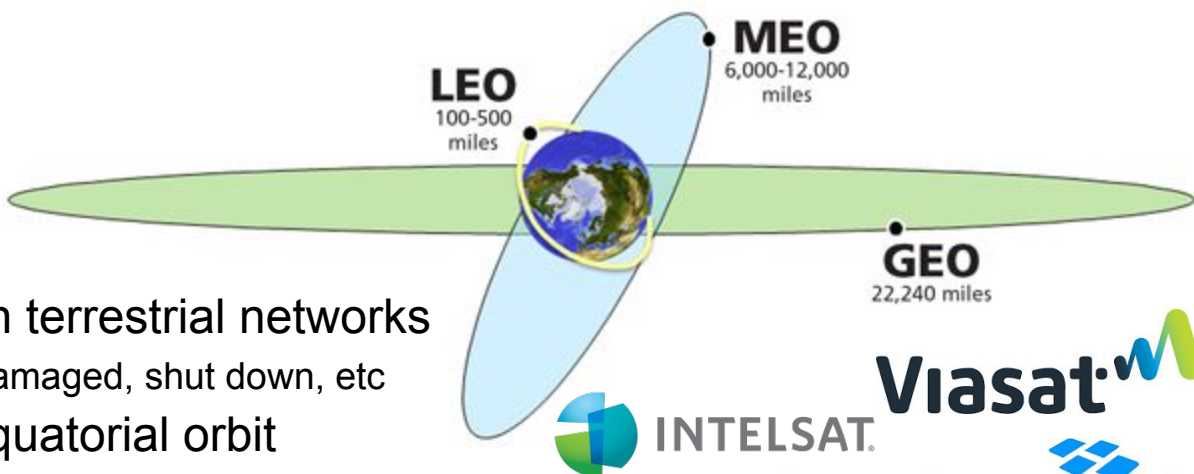 MEO
6,000-12,000
miles
LEO
100-500
miles
GEO
22,240 miles
terrestrial networks
amaged, shut down, etc
quatorial orbit
Viasat
INTELSAT.